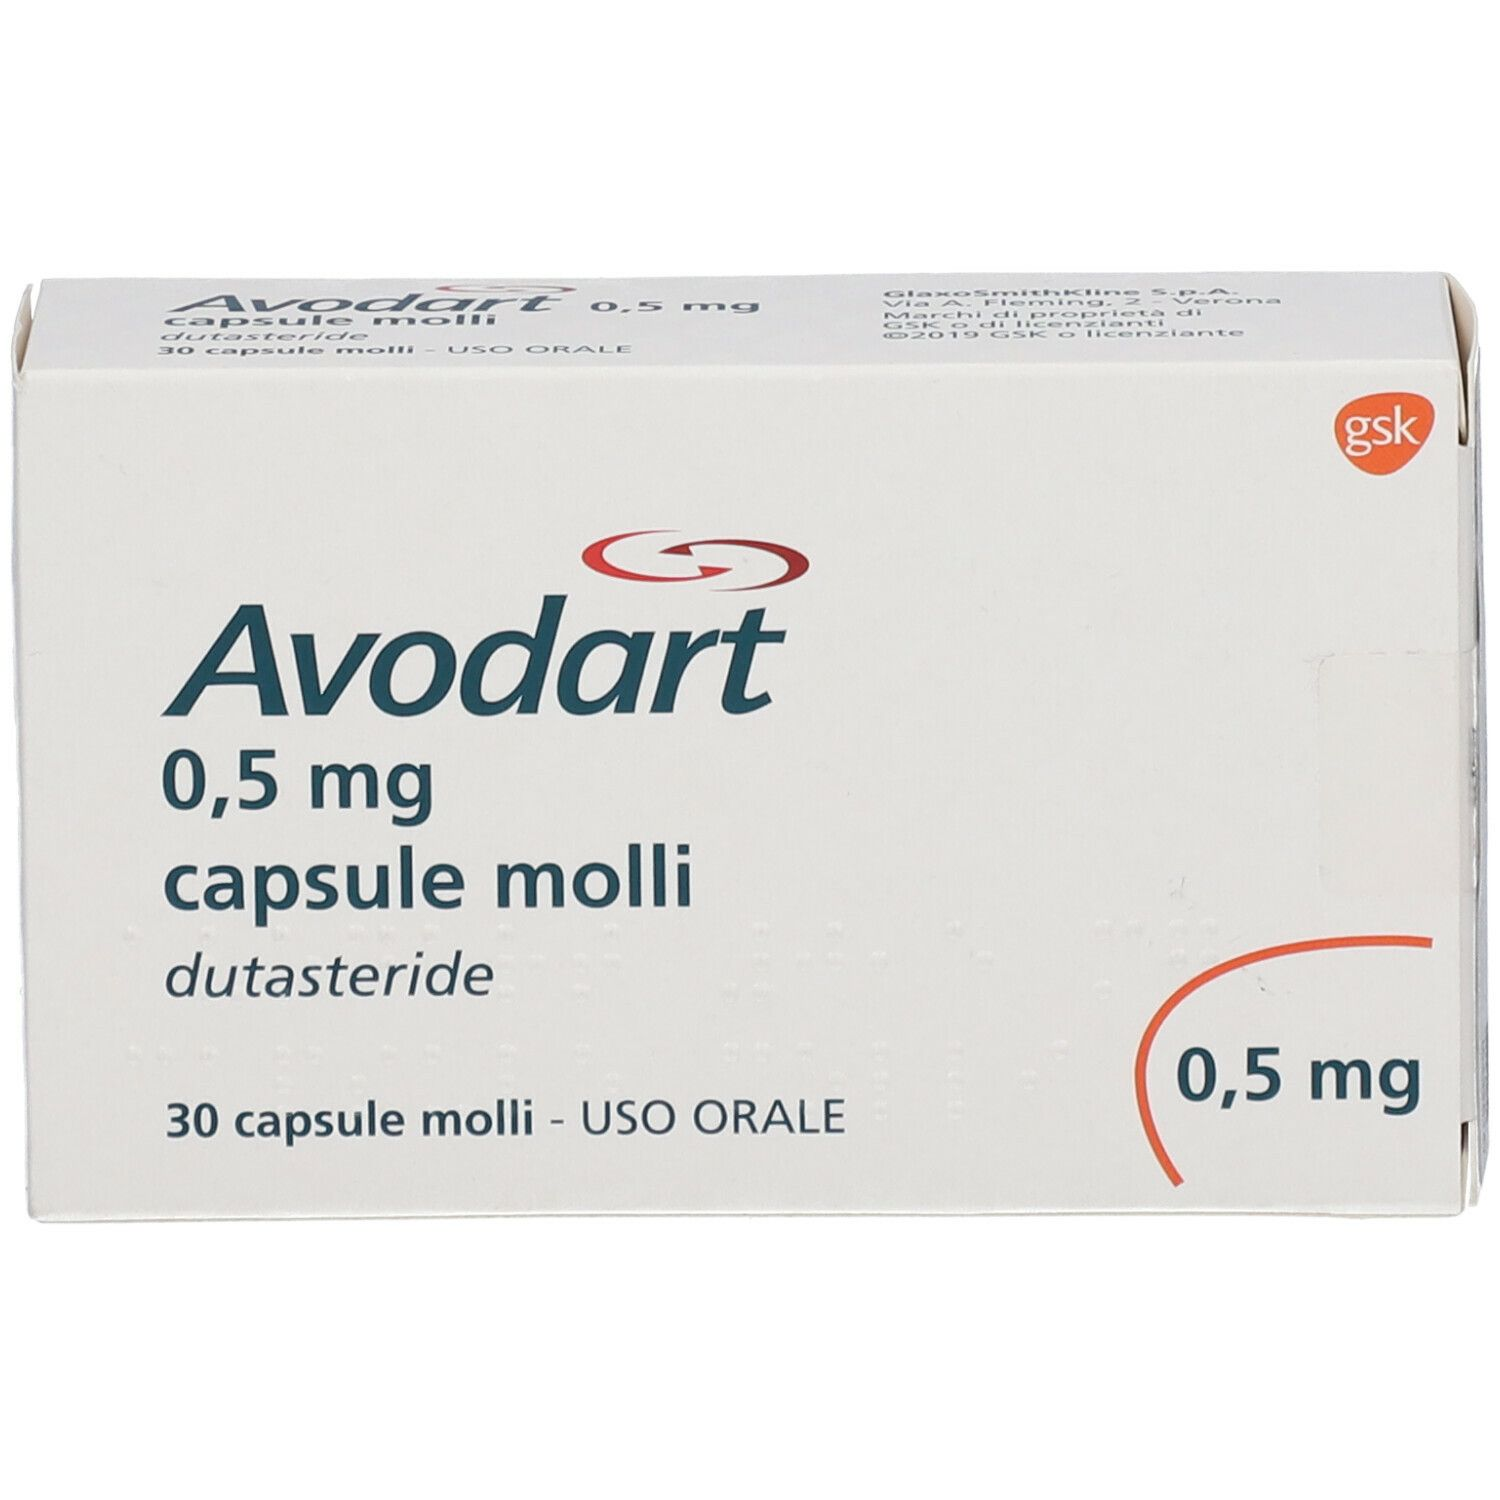 Avodart 0,5 mg
capsule molli
dutasteride
30 capsule molli - USO ORALE
GlaxoSmithKline S.p.A.
Via A. Fleming, 2 - Verona
Marchi di proprietà di
GSK o di licenzianti
©2019 GSK o licenziante
gsk
Avodart
0,5 mg
capsule molli
dutasteride
30 capsule molli - USO ORALE
0,5 mg